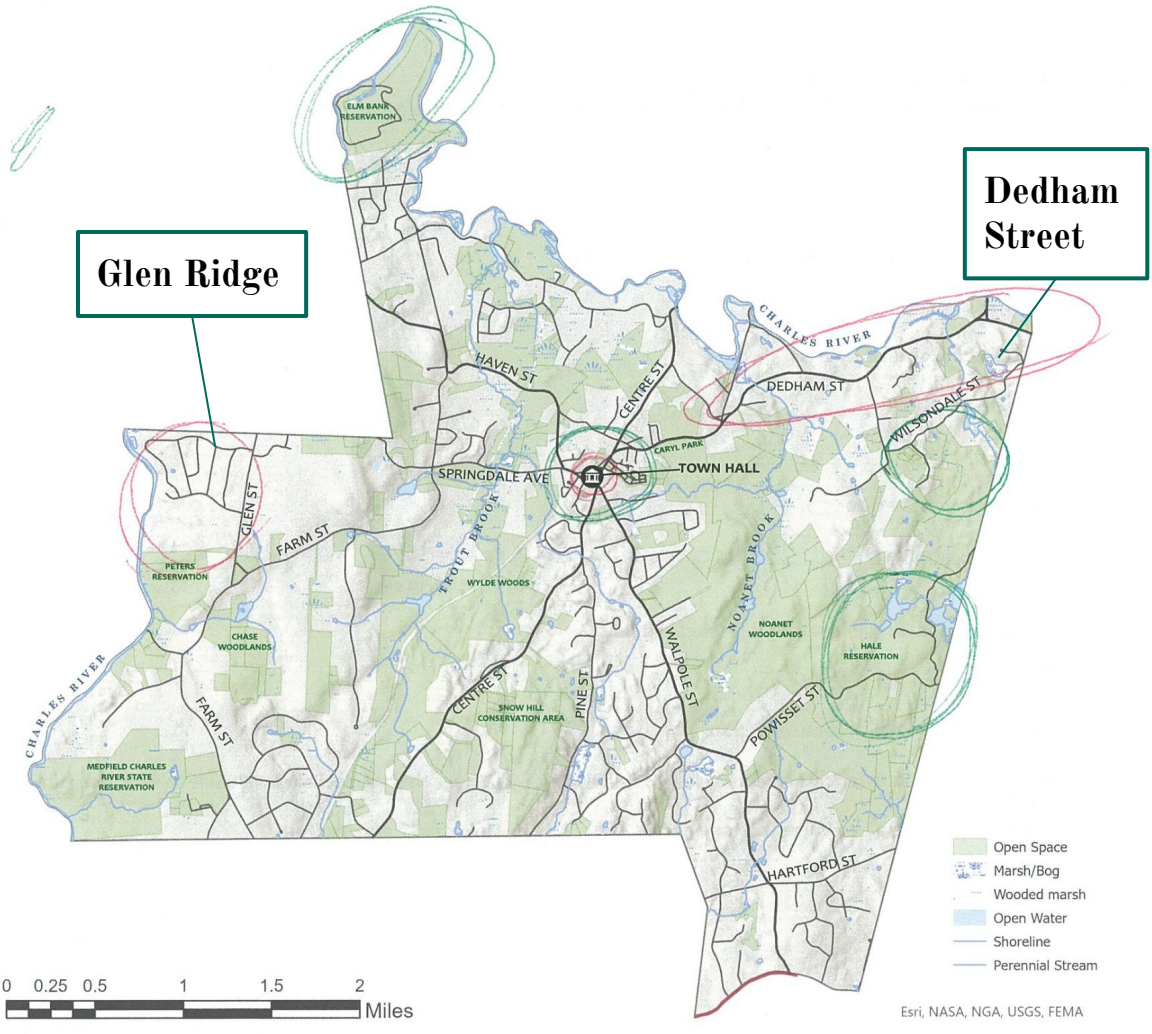 ELM BANK
RESERVATION
Dedham
Street
Glen Ridge
CHARLES RIVER
HAVEN ST
CENTRE ST
DEDHAM ST
WILSONDALE ST
CARYL PARK
TOWN HALL
SPRINGDALE AVE
GLEN ST
FARM ST
TROUT BROOK
NOANET BROOK
PETERS
RESERVATION
WYLDE WOODS
CHASE
WOODLANDS
NOANET
WOODLANDS
HALE
RESERVATION
WALPOLE ST
CHARLES RIVER
CENTRE ST
PINE ST
POWISSET ST
FARM ST
SNOW HILL
CONSERVATION AREA
MEDFIELD CHARLES
RIVER STATE
RESERVATION
HARTFORD ST
Open Space
Marsh/Bog
Wooded marsh
Open Water
Shoreline
Perennial Stream
0 0.25 0.5 1 1.5 2
Miles
Esri, NASA, NGA, USGS, FEMA